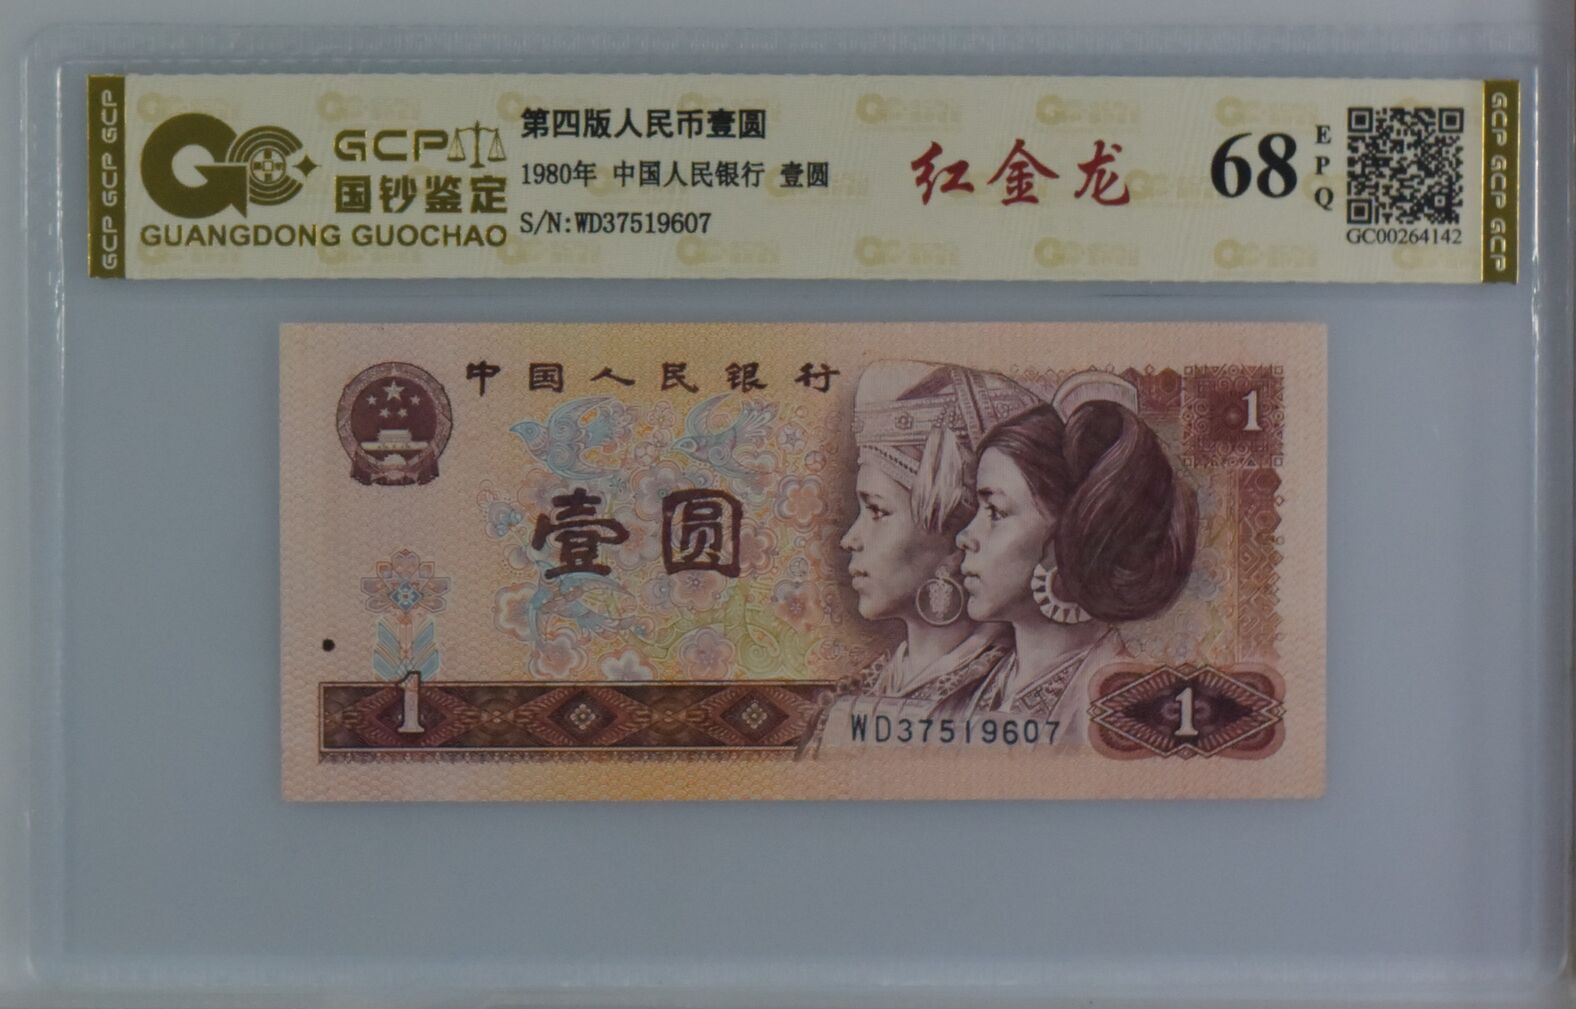 GCP GCP GCP
GCP
国钞鉴定
GUANGDONG GUOCHAO
第四版人民币壹圆
1980年 中国人民银行 壹圆
S/N:WD37519607
红金龙
68
EPQ
GC00264142
GCP GCP GCP
中国人民银行
1
壹圆
1
WD37519607
1